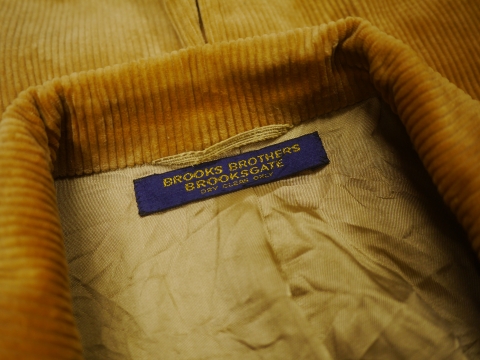 BROOKS BROTHERS
BROOKSGATE
DRY CLEAN ONLY